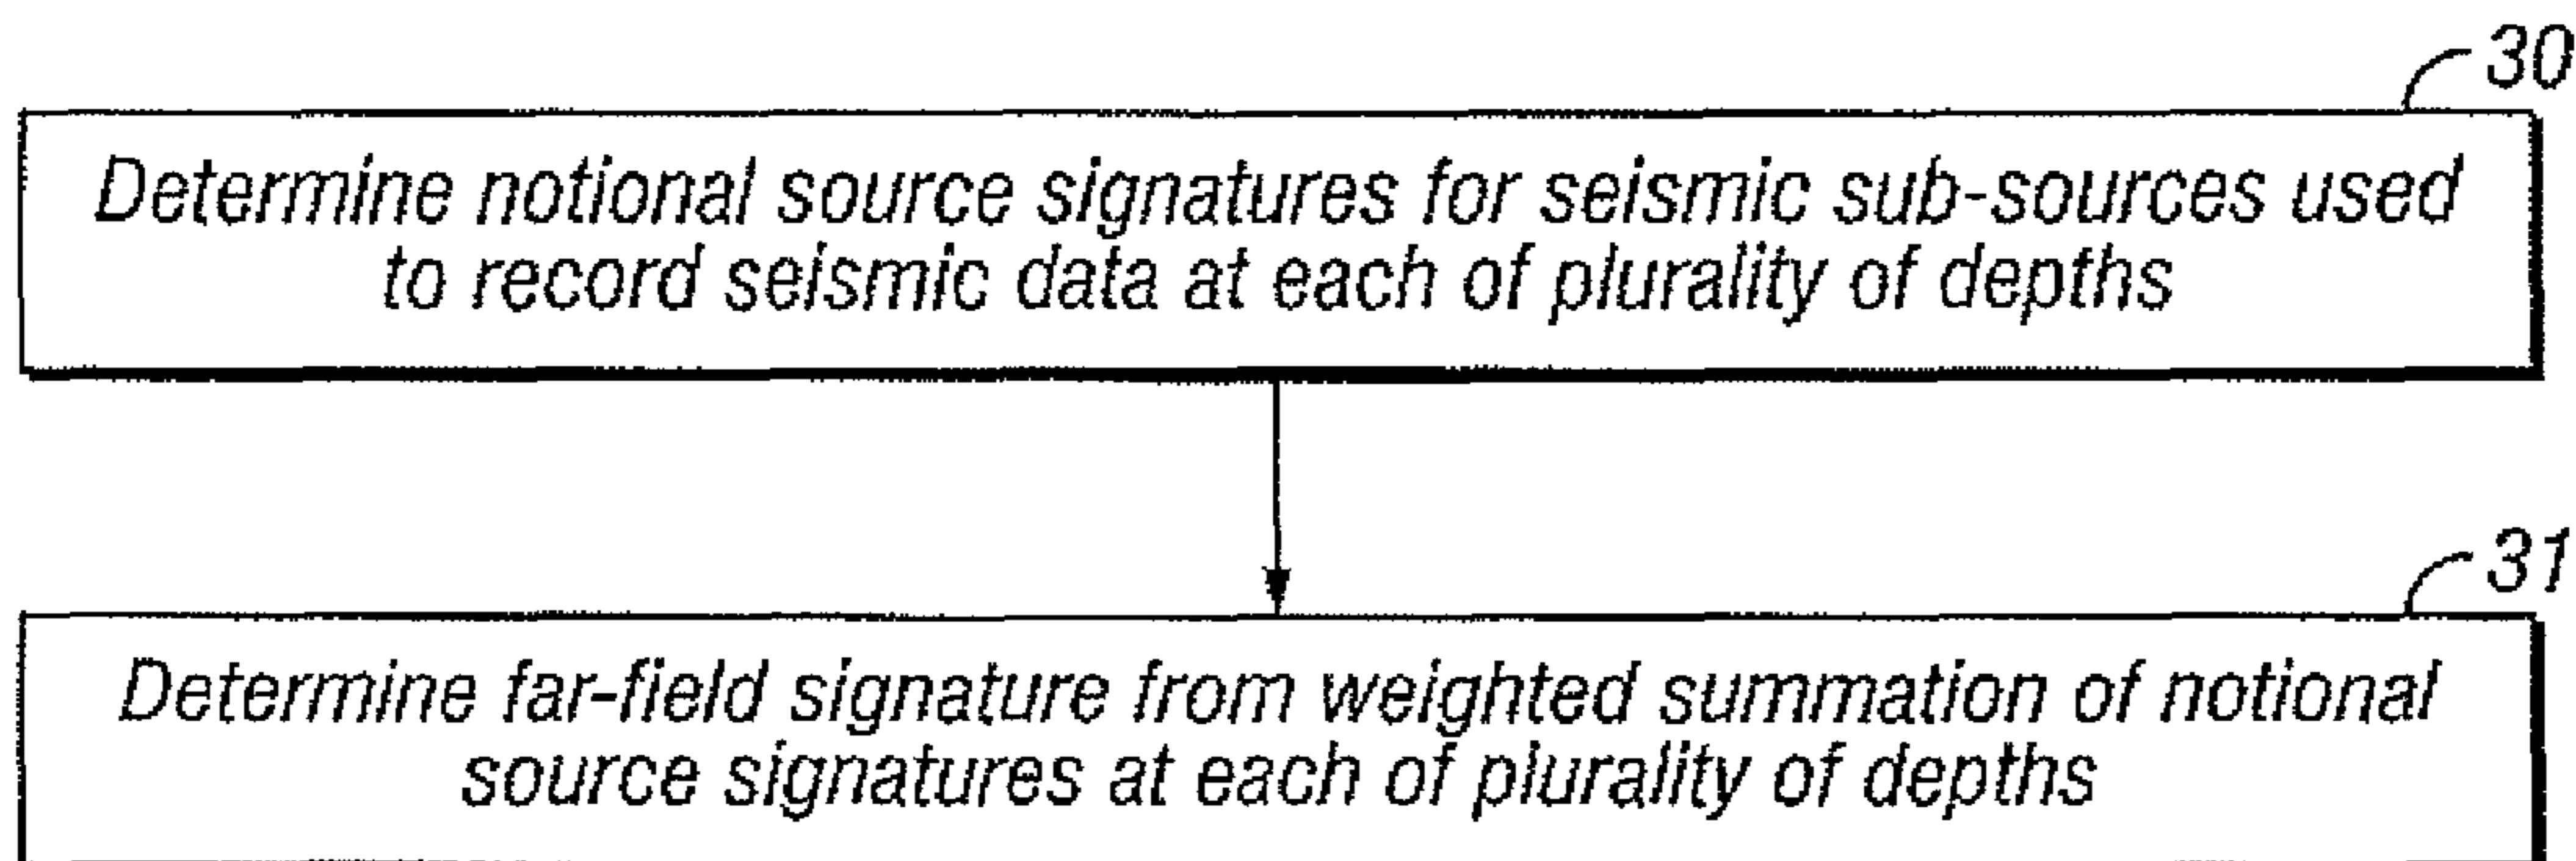 30
Determine notional source signatures for seismic sub-sources used
to record seismic data at each of plurality of depths
31
Determine far-field signature from weighted summation of notional
source signatures at each of plurality of depths